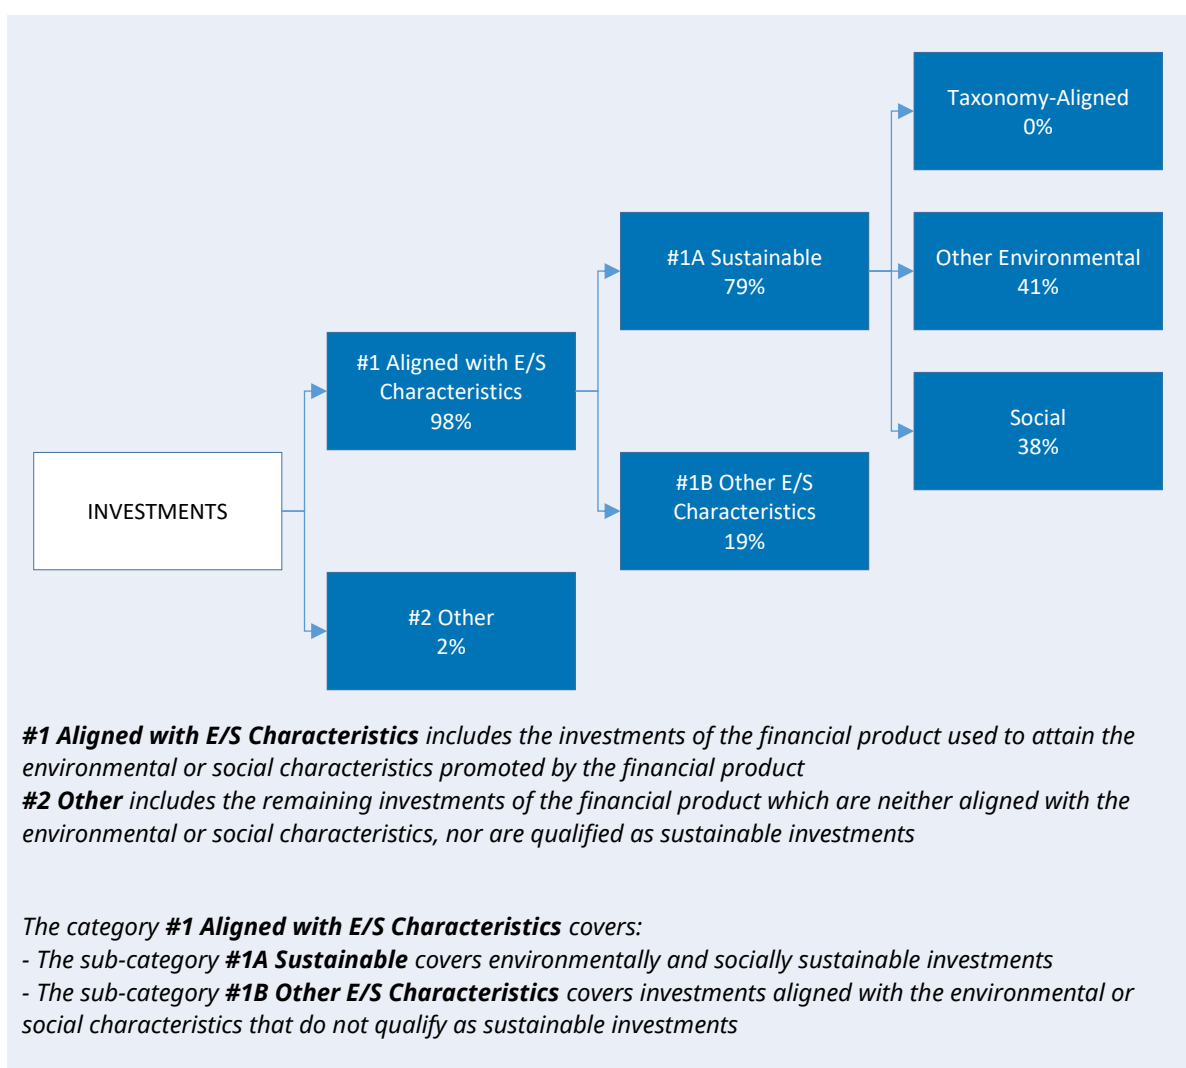 Taxonomy-Aligned
0%
#1A Sustainable
79%
Other Environmental
41%
#1 Aligned with E/S
Characteristics
98%
Social
38%
INVESTMENTS
#1B Other E/S
Characteristics
19%
#2 Other
2%
#1 Aligned with E/S Characteristics includes the investments of the financial product used to attain the
environmental or social characteristics promoted by the financial product
#2 Other includes the remaining investments of the financial product which are neither aligned with the
environmental or social characteristics, nor are qualified as sustainable investments
The category #1 Aligned with E/S Characteristics covers:
- The sub-category #1A Sustainable covers environmentally and socially sustainable investments
- The sub-category #1B Other E/S Characteristics covers investments aligned with the environmental or
social characteristics that do not qualify as sustainable investments